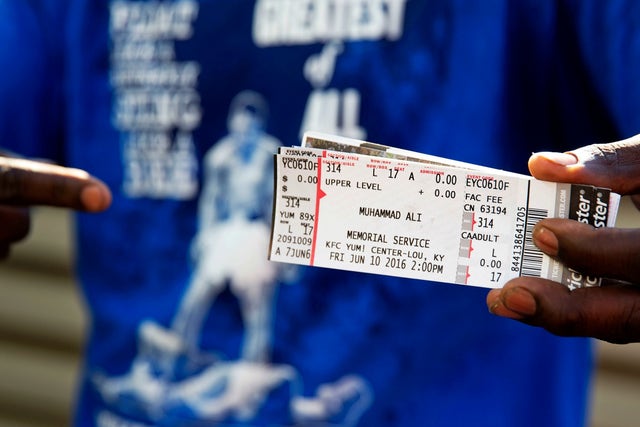 GREATEST
of
ALL
YC0610F 314 L 17 A 0.00 EYC0610F
$ 0.00 UPPER LEVEL + 0.00 FAC FEE
$ CN 63194
314 MUHAMMAD ALI 314
YUM 89X CAADULT
L 17 MEMORIAL SERVICE L
2091009 KFC YUM! CENTER-LOU, KY 0.00
A 7JUN6 FRI JUN 10 2016 2:00PM 17
844138641705